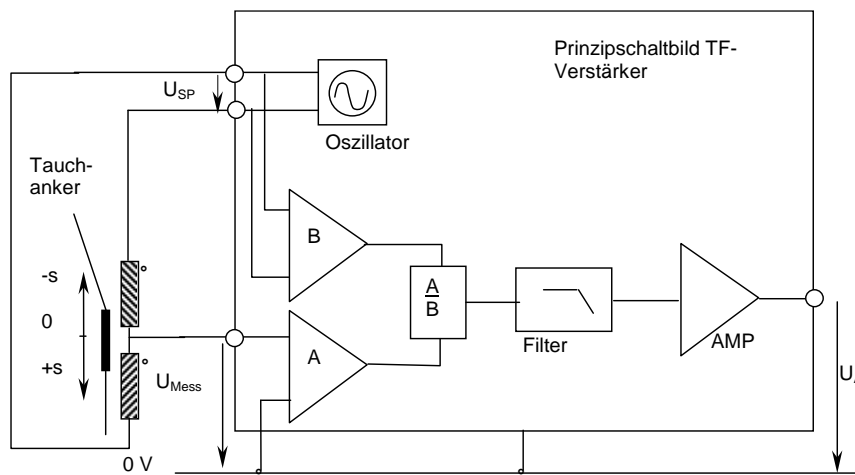 Prinzipschaltbild TF-
Verstärker
U_SP
Oszillator
Tauch-
anker
B
-s
0
+s
A
B
A
Filter
AMP
U_Mess
0 V